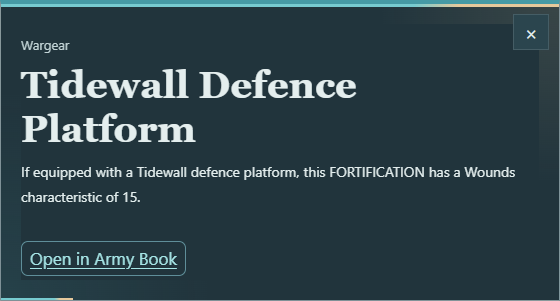 ×
Wargear
Tidewall Defence
Platform
If equipped with a Tidewall defence platform, this FORTIFICATION has a Wounds
characteristic of 15.
Open in Army Book